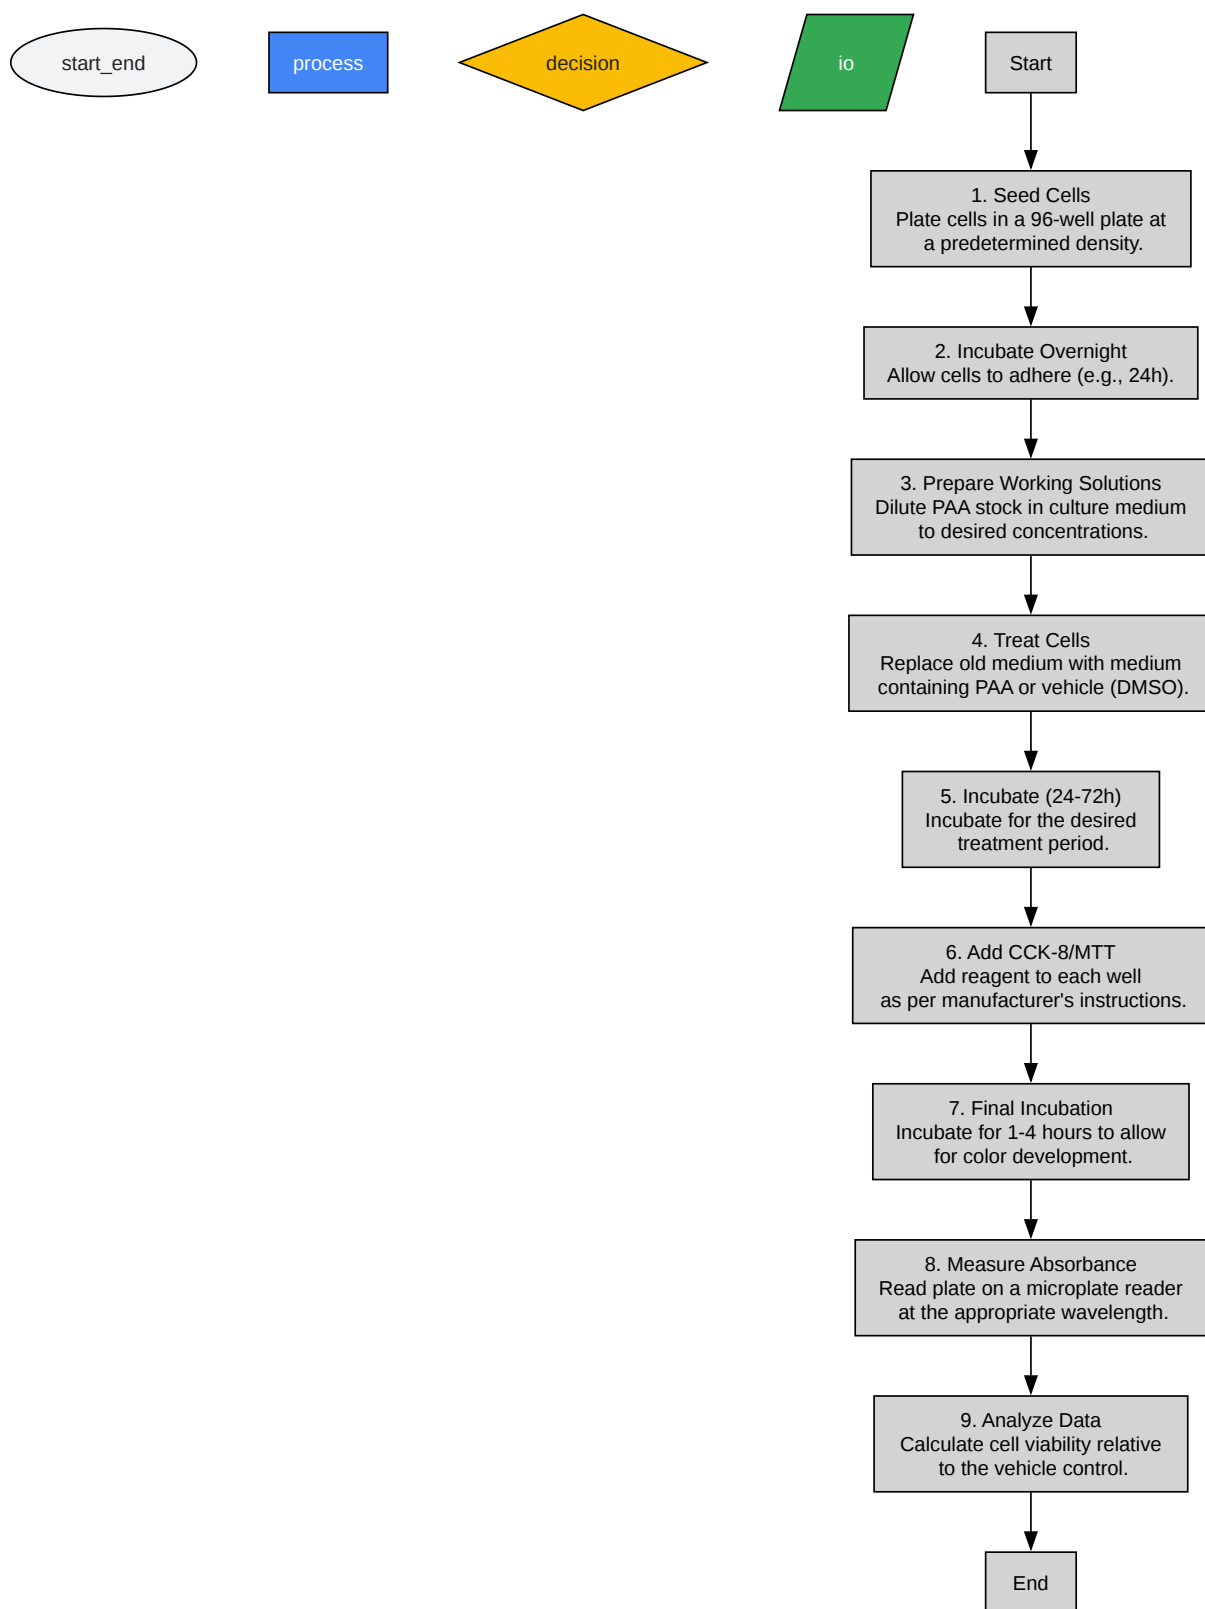 start_end
process
decision
io
Start
1. Seed Cells
Plate cells in a 96-well plate at
a predetermined density.
2. Incubate Overnight
Allow cells to adhere (e.g., 24h).
3. Prepare Working Solutions
Dilute PAA stock in culture medium
to desired concentrations.
4. Treat Cells
Replace old medium with medium
containing PAA or vehicle (DMSO).
5. Incubate (24-72h)
Incubate for the desired
treatment period.
6. Add CCK-8/MTT
Add reagent to each well
as per manufacturer's instructions.
7. Final Incubation
Incubate for 1-4 hours to allow
for color development.
8. Measure Absorbance
Read plate on a microplate reader
at the appropriate wavelength.
9. Analyze Data
Calculate cell viability relative
to the vehicle control.
End